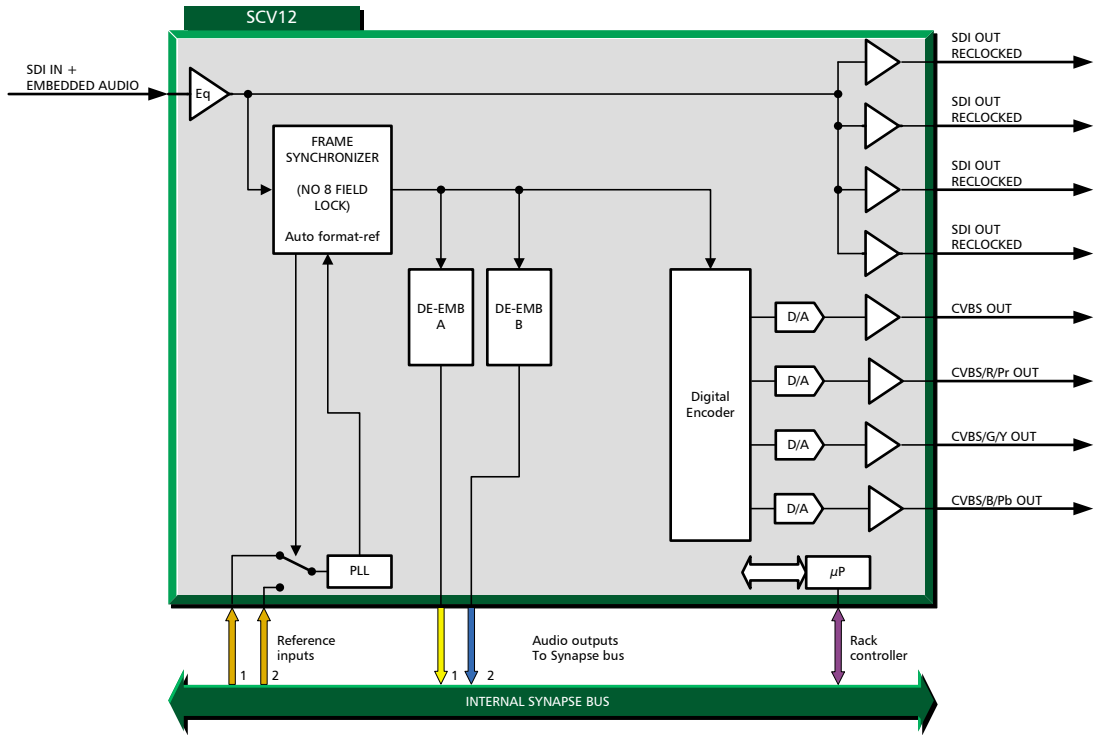 SCV12
SDI IN +
EMBEDDED AUDIO
Eq
SDI OUT
RECLOCKED
SDI OUT
RECLOCKED
SDI OUT
RECLOCKED
SDI OUT
RECLOCKED
FRAME
SYNCHRONIZER
(NO 8 FIELD
LOCK)
Auto format-ref
DE-EMB
A
DE-EMB
B
Digital
Encoder
D/A
CVBS OUT
D/A
CVBS/R/Pr OUT
D/A
CVBS/G/Y OUT
D/A
CVBS/B/Pb OUT
PLL
µP
Reference
inputs
1
2
Audio outputs
To Synapse bus
1
2
Rack
controller
INTERNAL SYNAPSE BUS